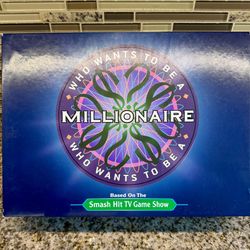 WHO WANTS TO BE A
MILLIONAIRE
WHO WANTS TO BE A
Based On The
Smash Hit TV Game Show